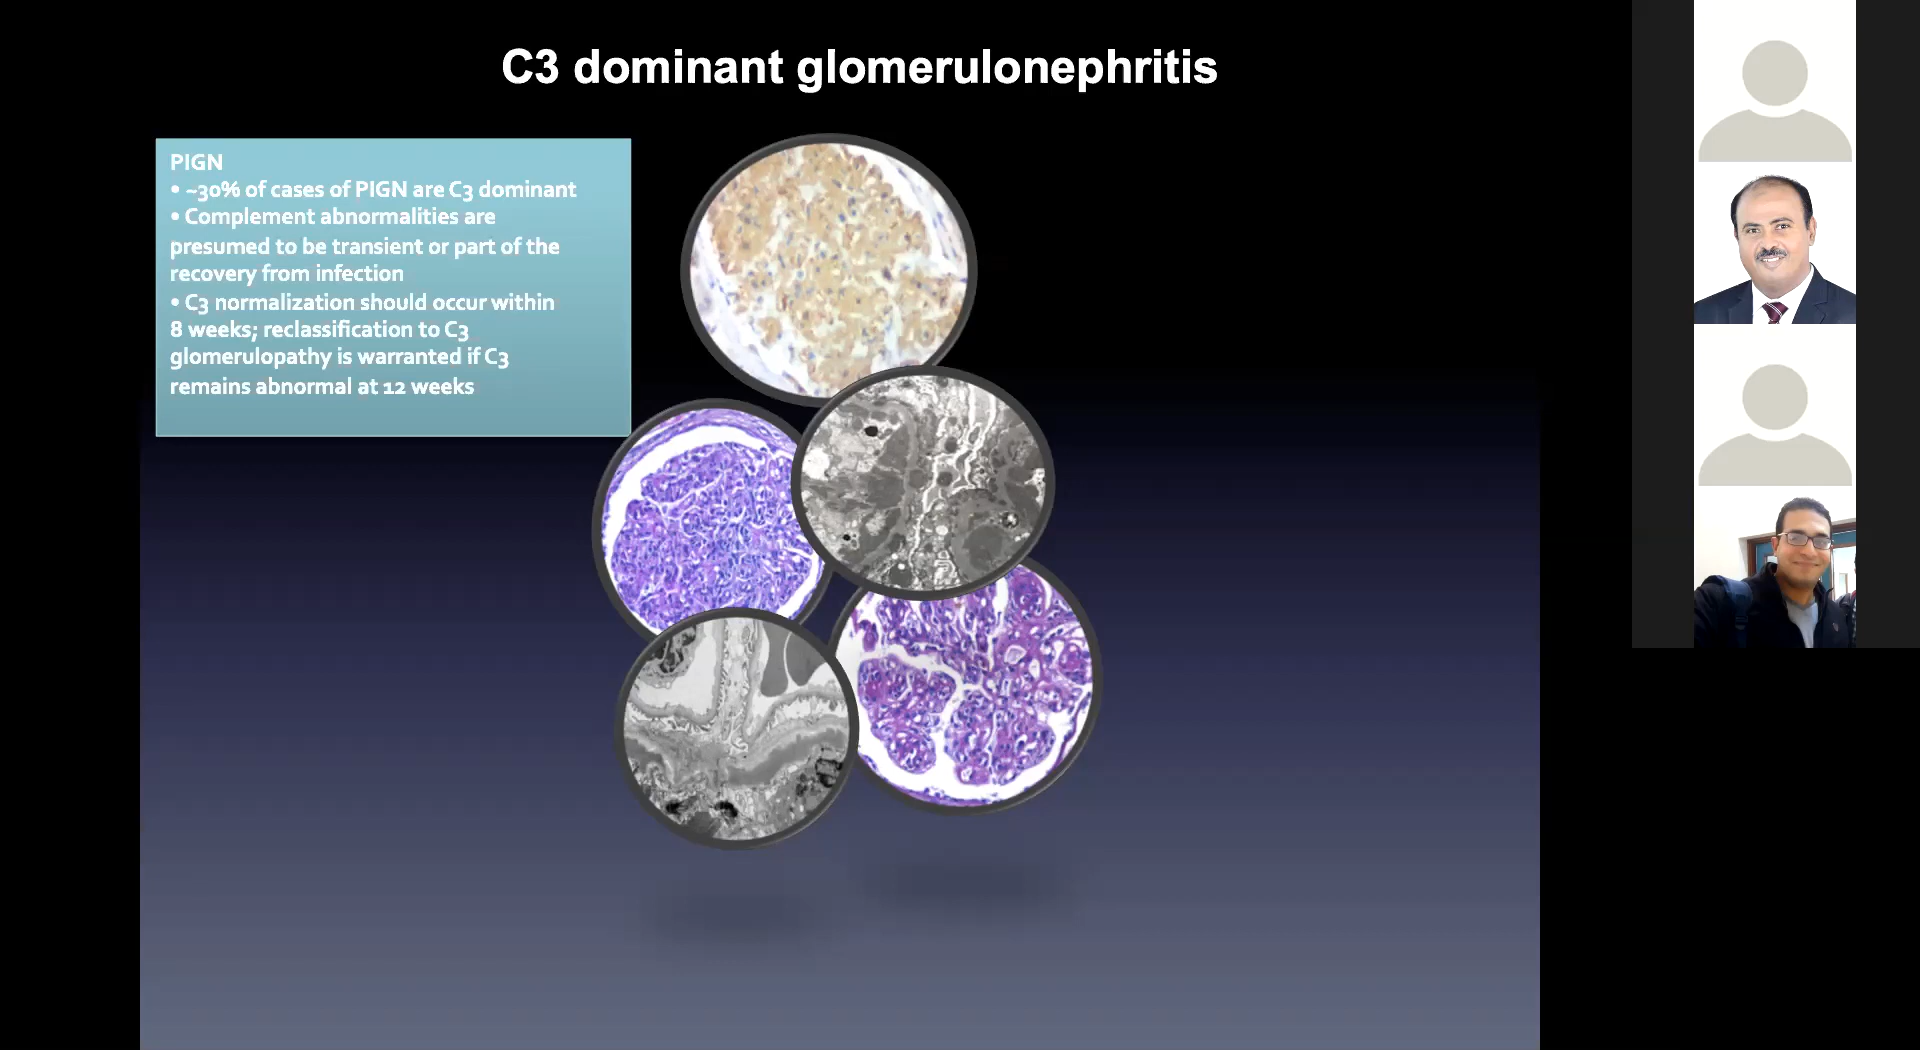 C3 dominant glomerulonephritis
PIGN
• ~30% of cases of PIGN are C3 dominant
• Complement abnormalities are
presumed to be transient or part of the
recovery from infection
• C3 normalization should occur within
8 weeks; reclassification to C3
glomerulopathy is warranted if C3
remains abnormal at 12 weeks